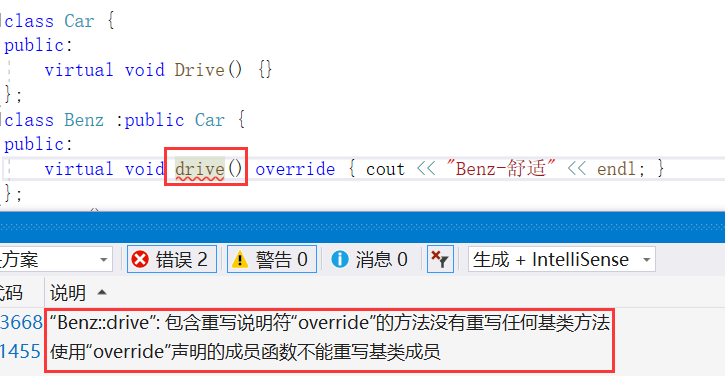 class Car {
public:
virtual void Drive() {}
};
class Benz :public Car {
public:
virtual void drive() override { cout << "Benz-舒适" << endl; }
};
方案
错误 2
警告 0
消息 0
生成 + IntelliSense
代码 说明
3668 “Benz::drive”: 包含重写说明符“override”的方法没有重写任何基类方法
1455 使用“override”声明的成员函数不能重写基类成员